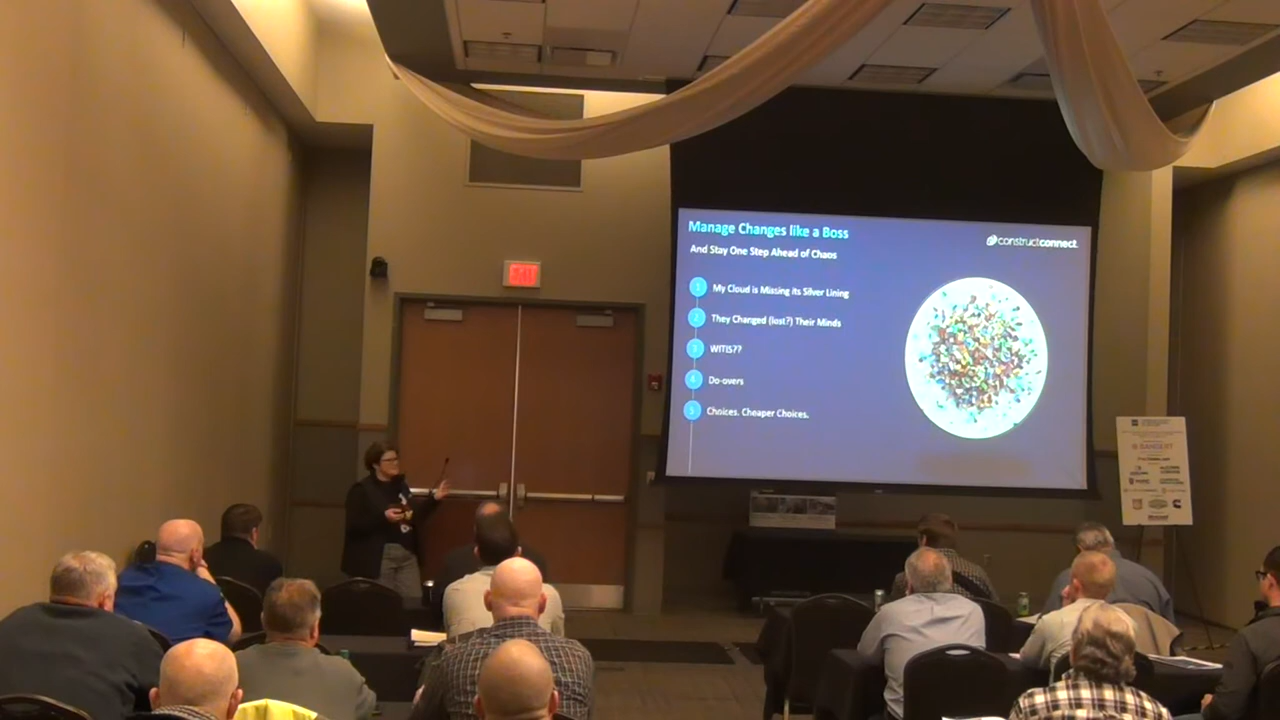 Manage Changes like a Boss
constructconnect.
And Stay One Step Ahead of Chaos
1 My Cloud is Missing its Silver Lining
2 They Changed (lost?) Their Minds
3 WITIS??
4 Do-overs
5 Choices. Cheaper Choices.
EXIT